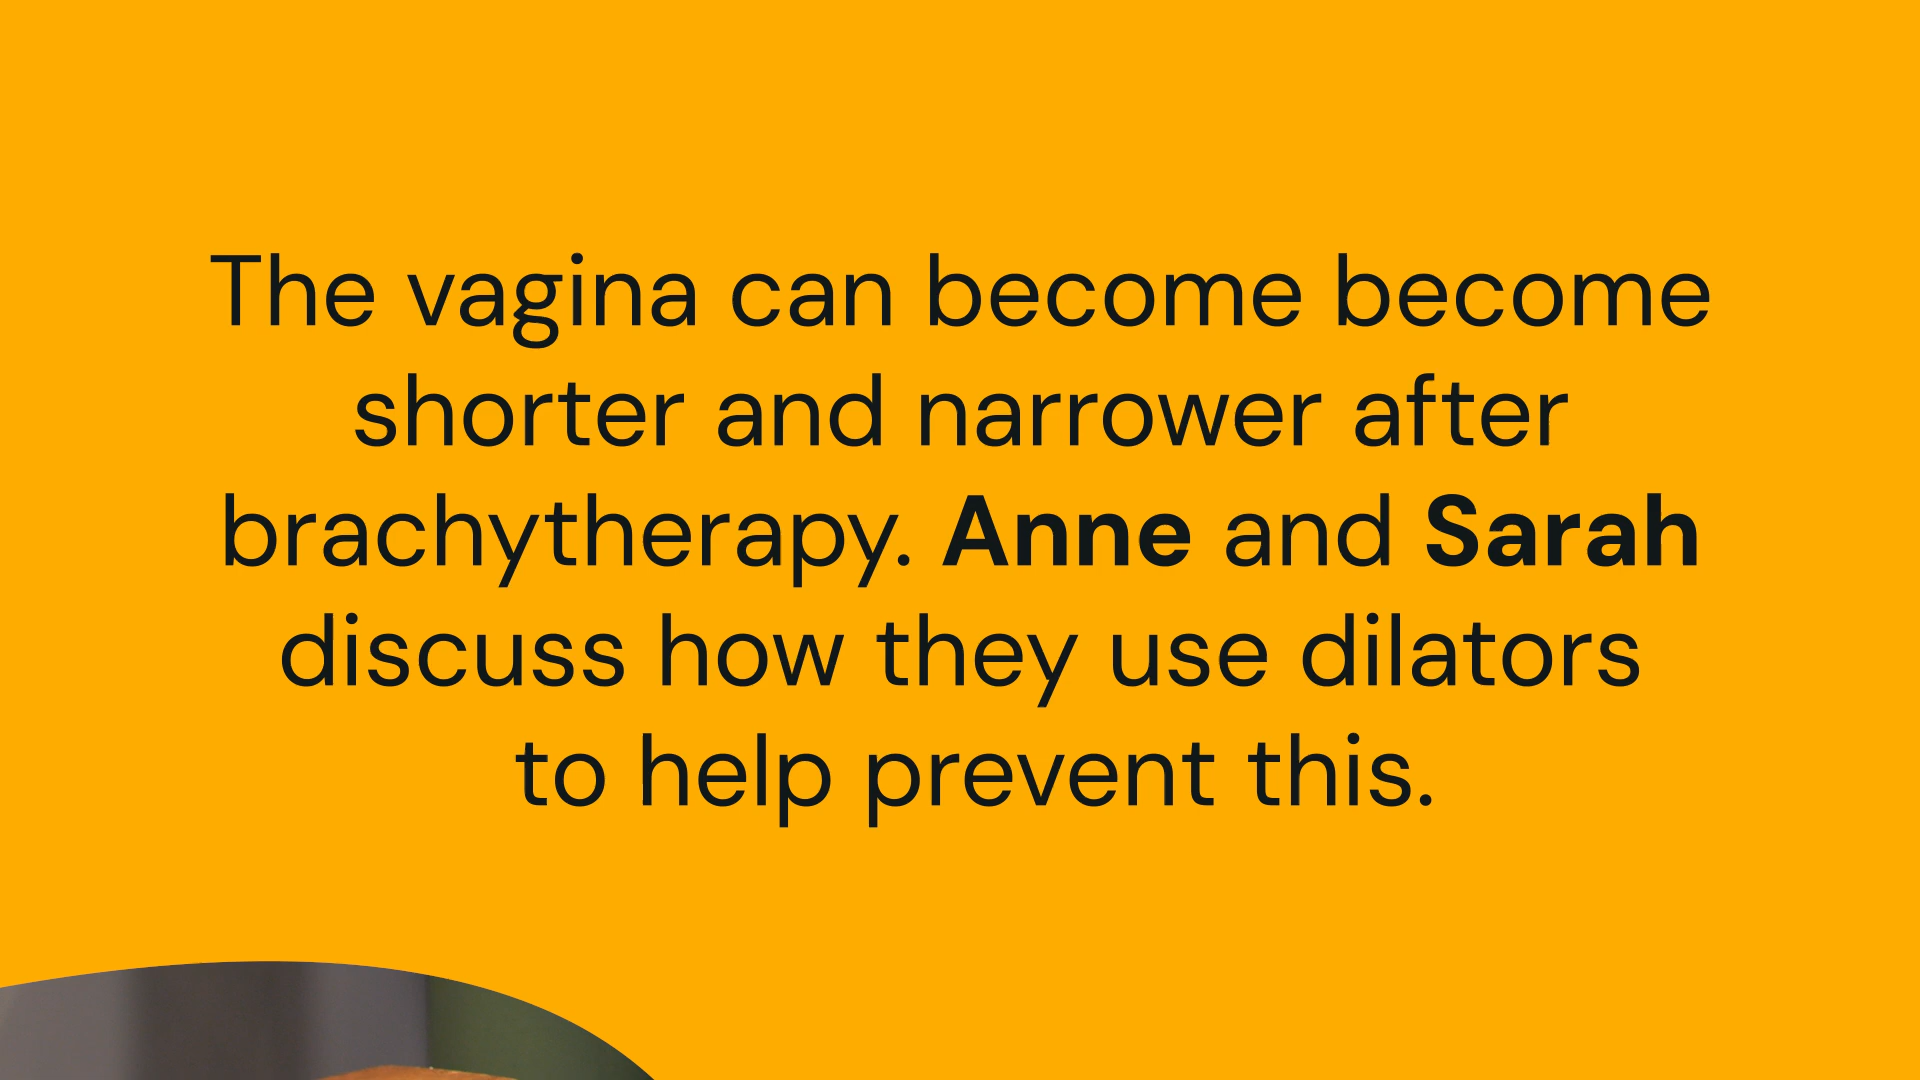 The vagina can become become
shorter and narrower after
brachytherapy. Anne and Sarah
discuss how they use dilators
to help prevent this.